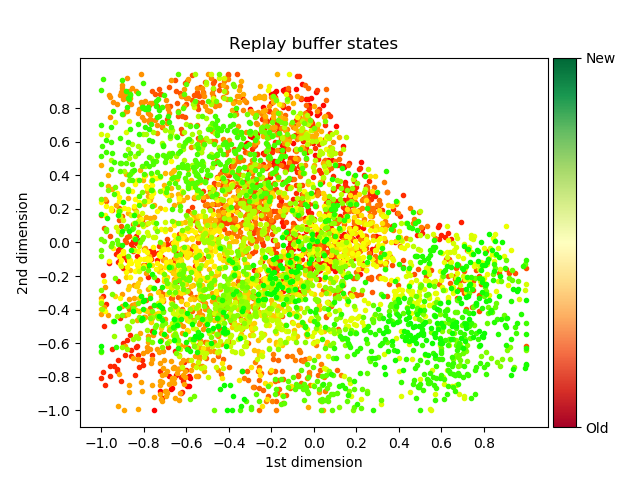 Replay buffer states
New
0.8
0.6
0.4
0.2
0.0
−0.2
−0.4
−0.6
−0.8
−1.0
2nd dimension
Old
−1.0 −0.8 −0.6 −0.4 −0.2 0.0 0.2 0.4 0.6 0.8
1st dimension